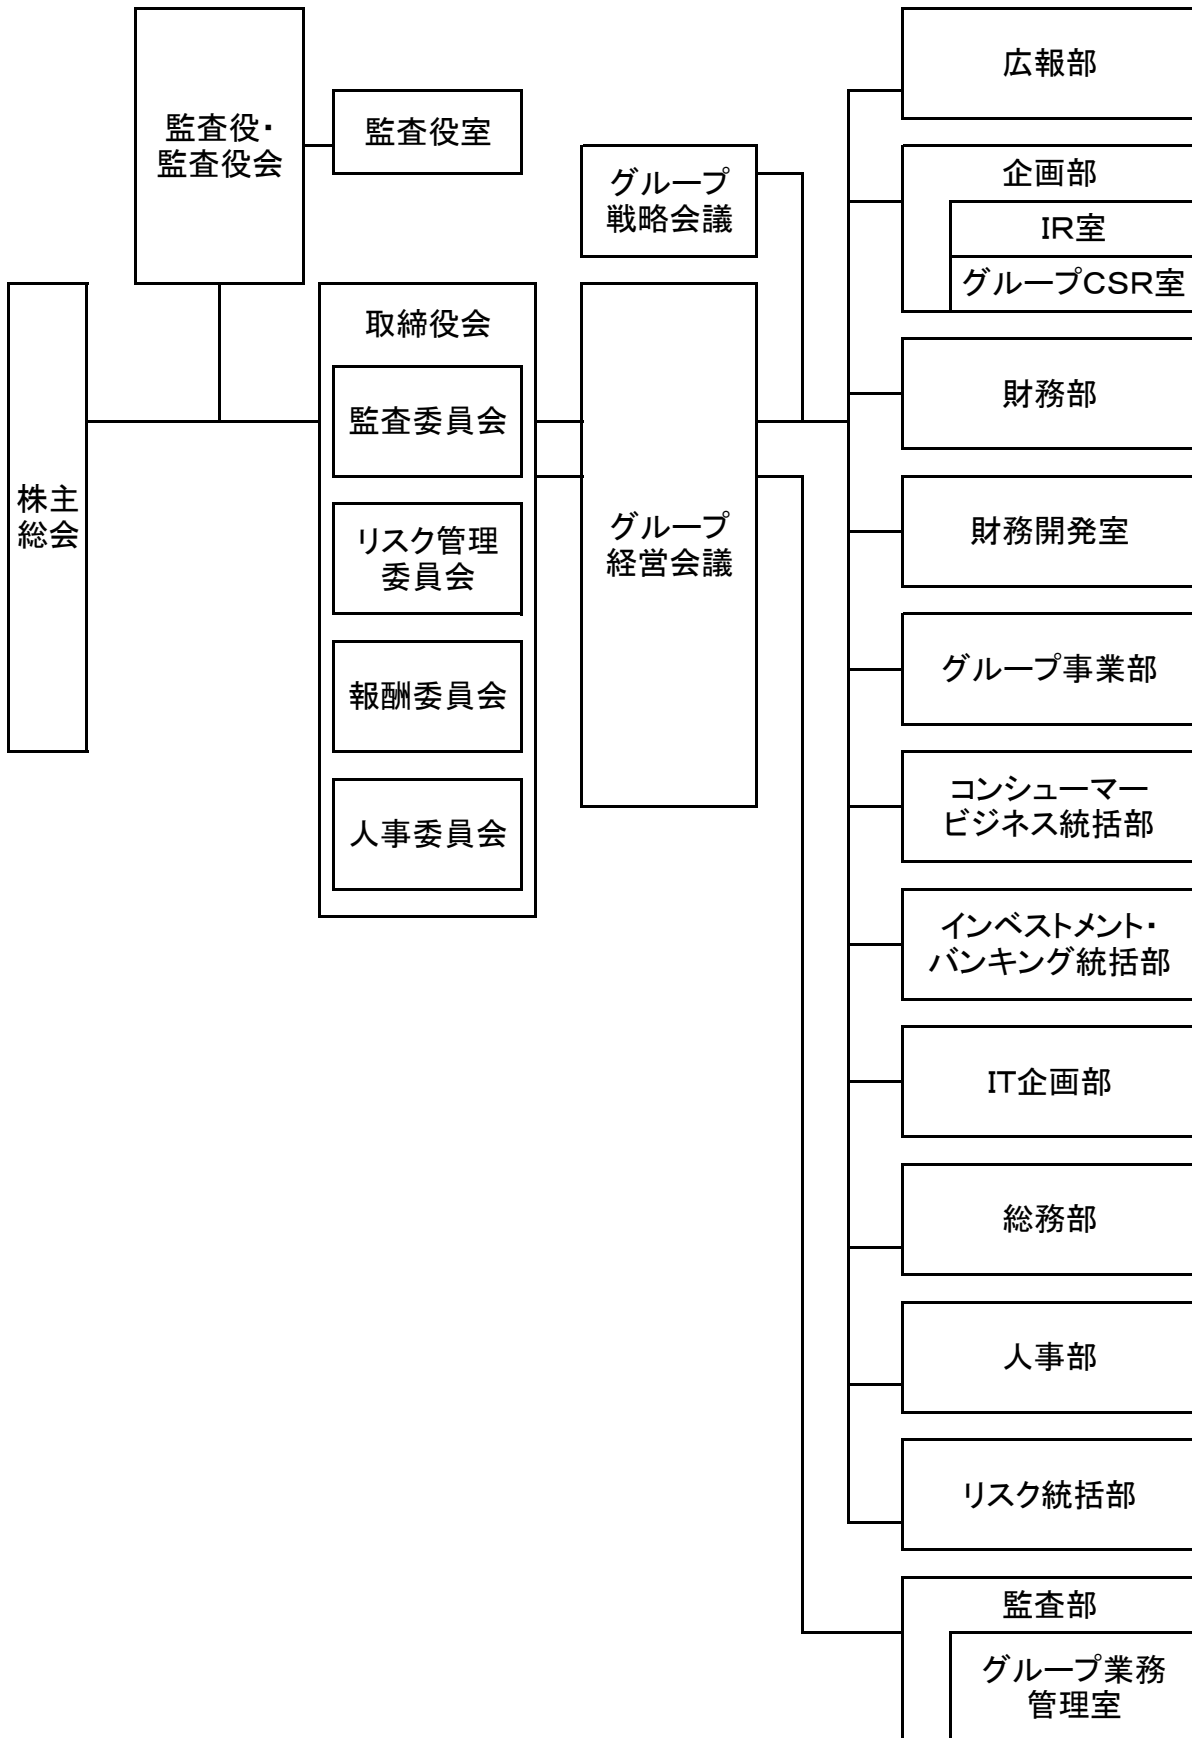 監査役・
監査役会
監査役室
株主
総会
取締役会
監査委員会
リスク管理
委員会
報酬委員会
人事委員会
グループ
戦略会議
グループ
経営会議
広報部
企画部
IR室
グループCSR室
財務部
財務開発室
グループ事業部
コンシューマー
ビジネス統括部
インベストメント・
バンキング統括部
IT企画部
総務部
人事部
リスク統括部
監査部
グループ業務
管理室